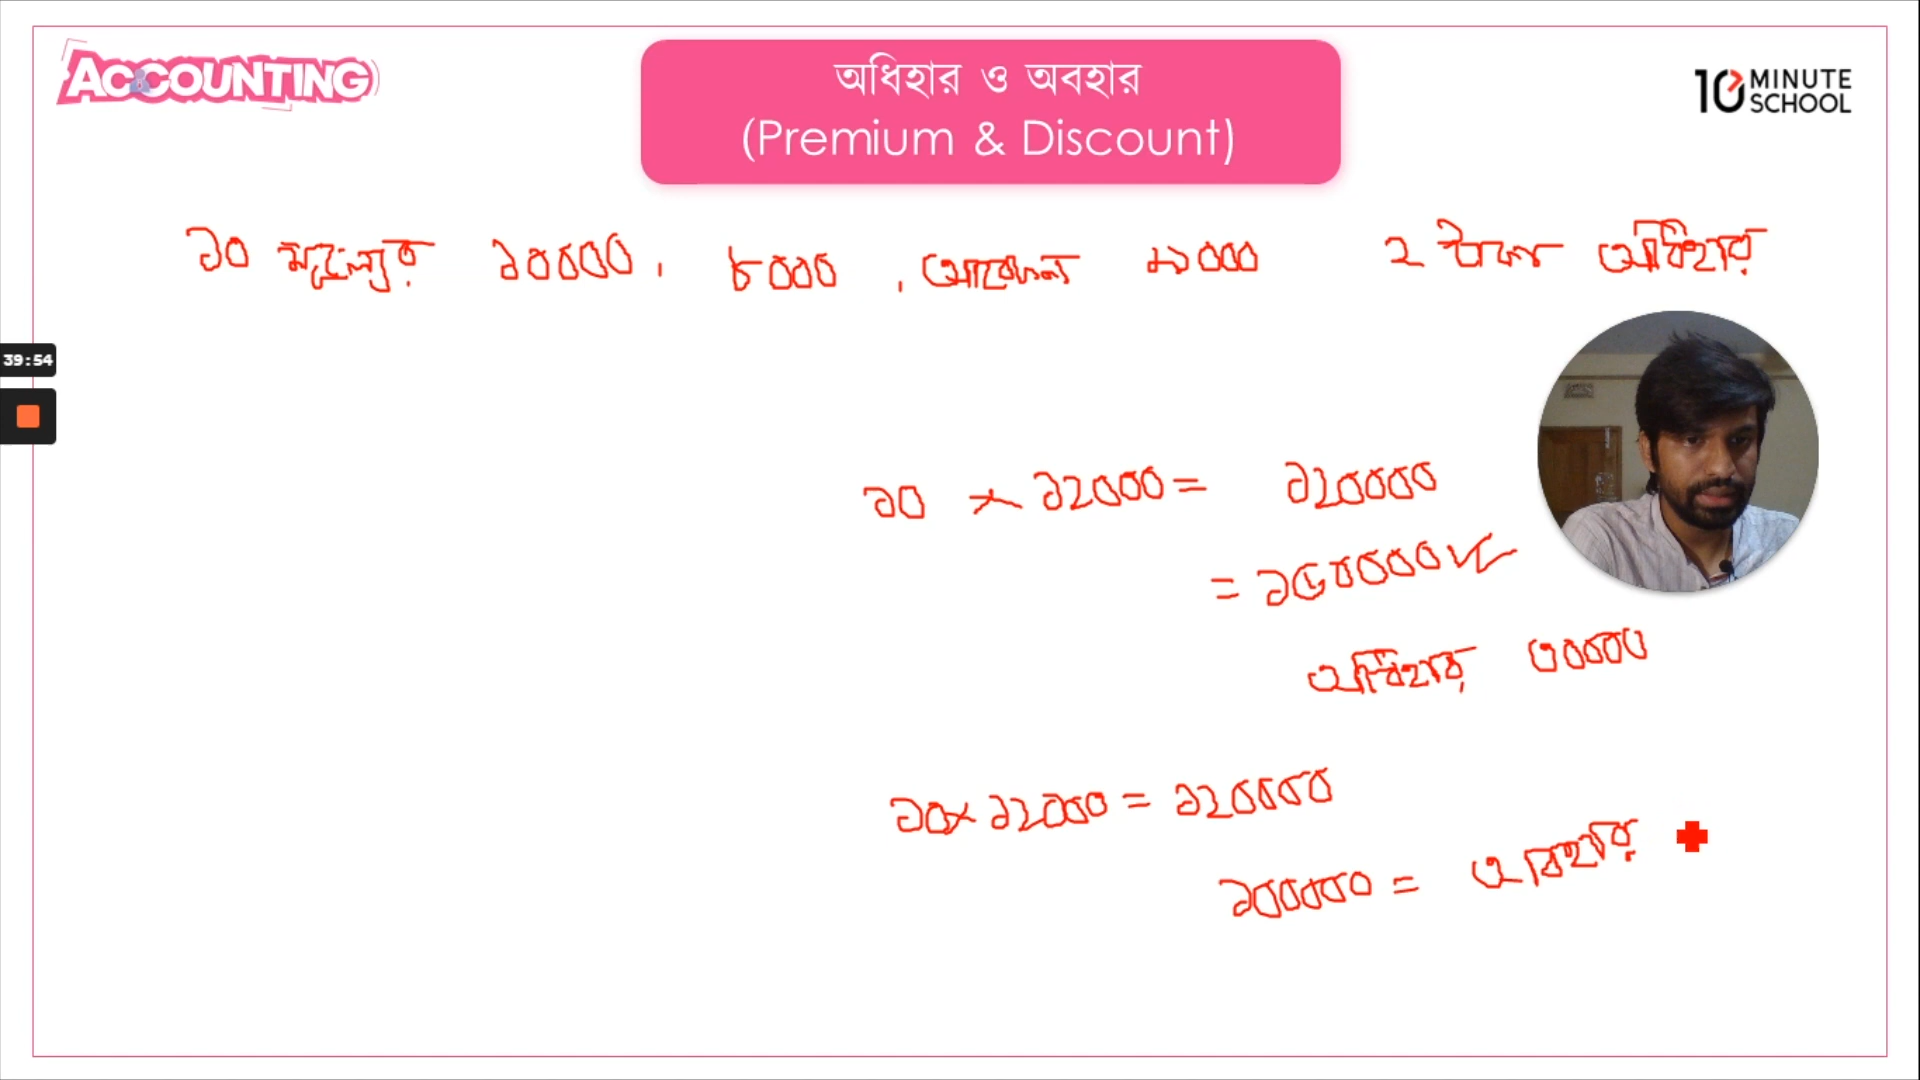 ACCOUNTING
অধিহার ও অবহার
(Premium & Discount)
10 MINUTE SCHOOL
১০ মূল্যের ১০০০০, ৮০০০, আবেদন ৯০০০ ২ টাকা অধিহার
39:54
১০ × ১২০০০ = ১২০০০০
= ১৫০০০০
অধিহার ৩০০০০
১০× ১২০০০ = ১২০০০০
১০০০০০ = অবহার